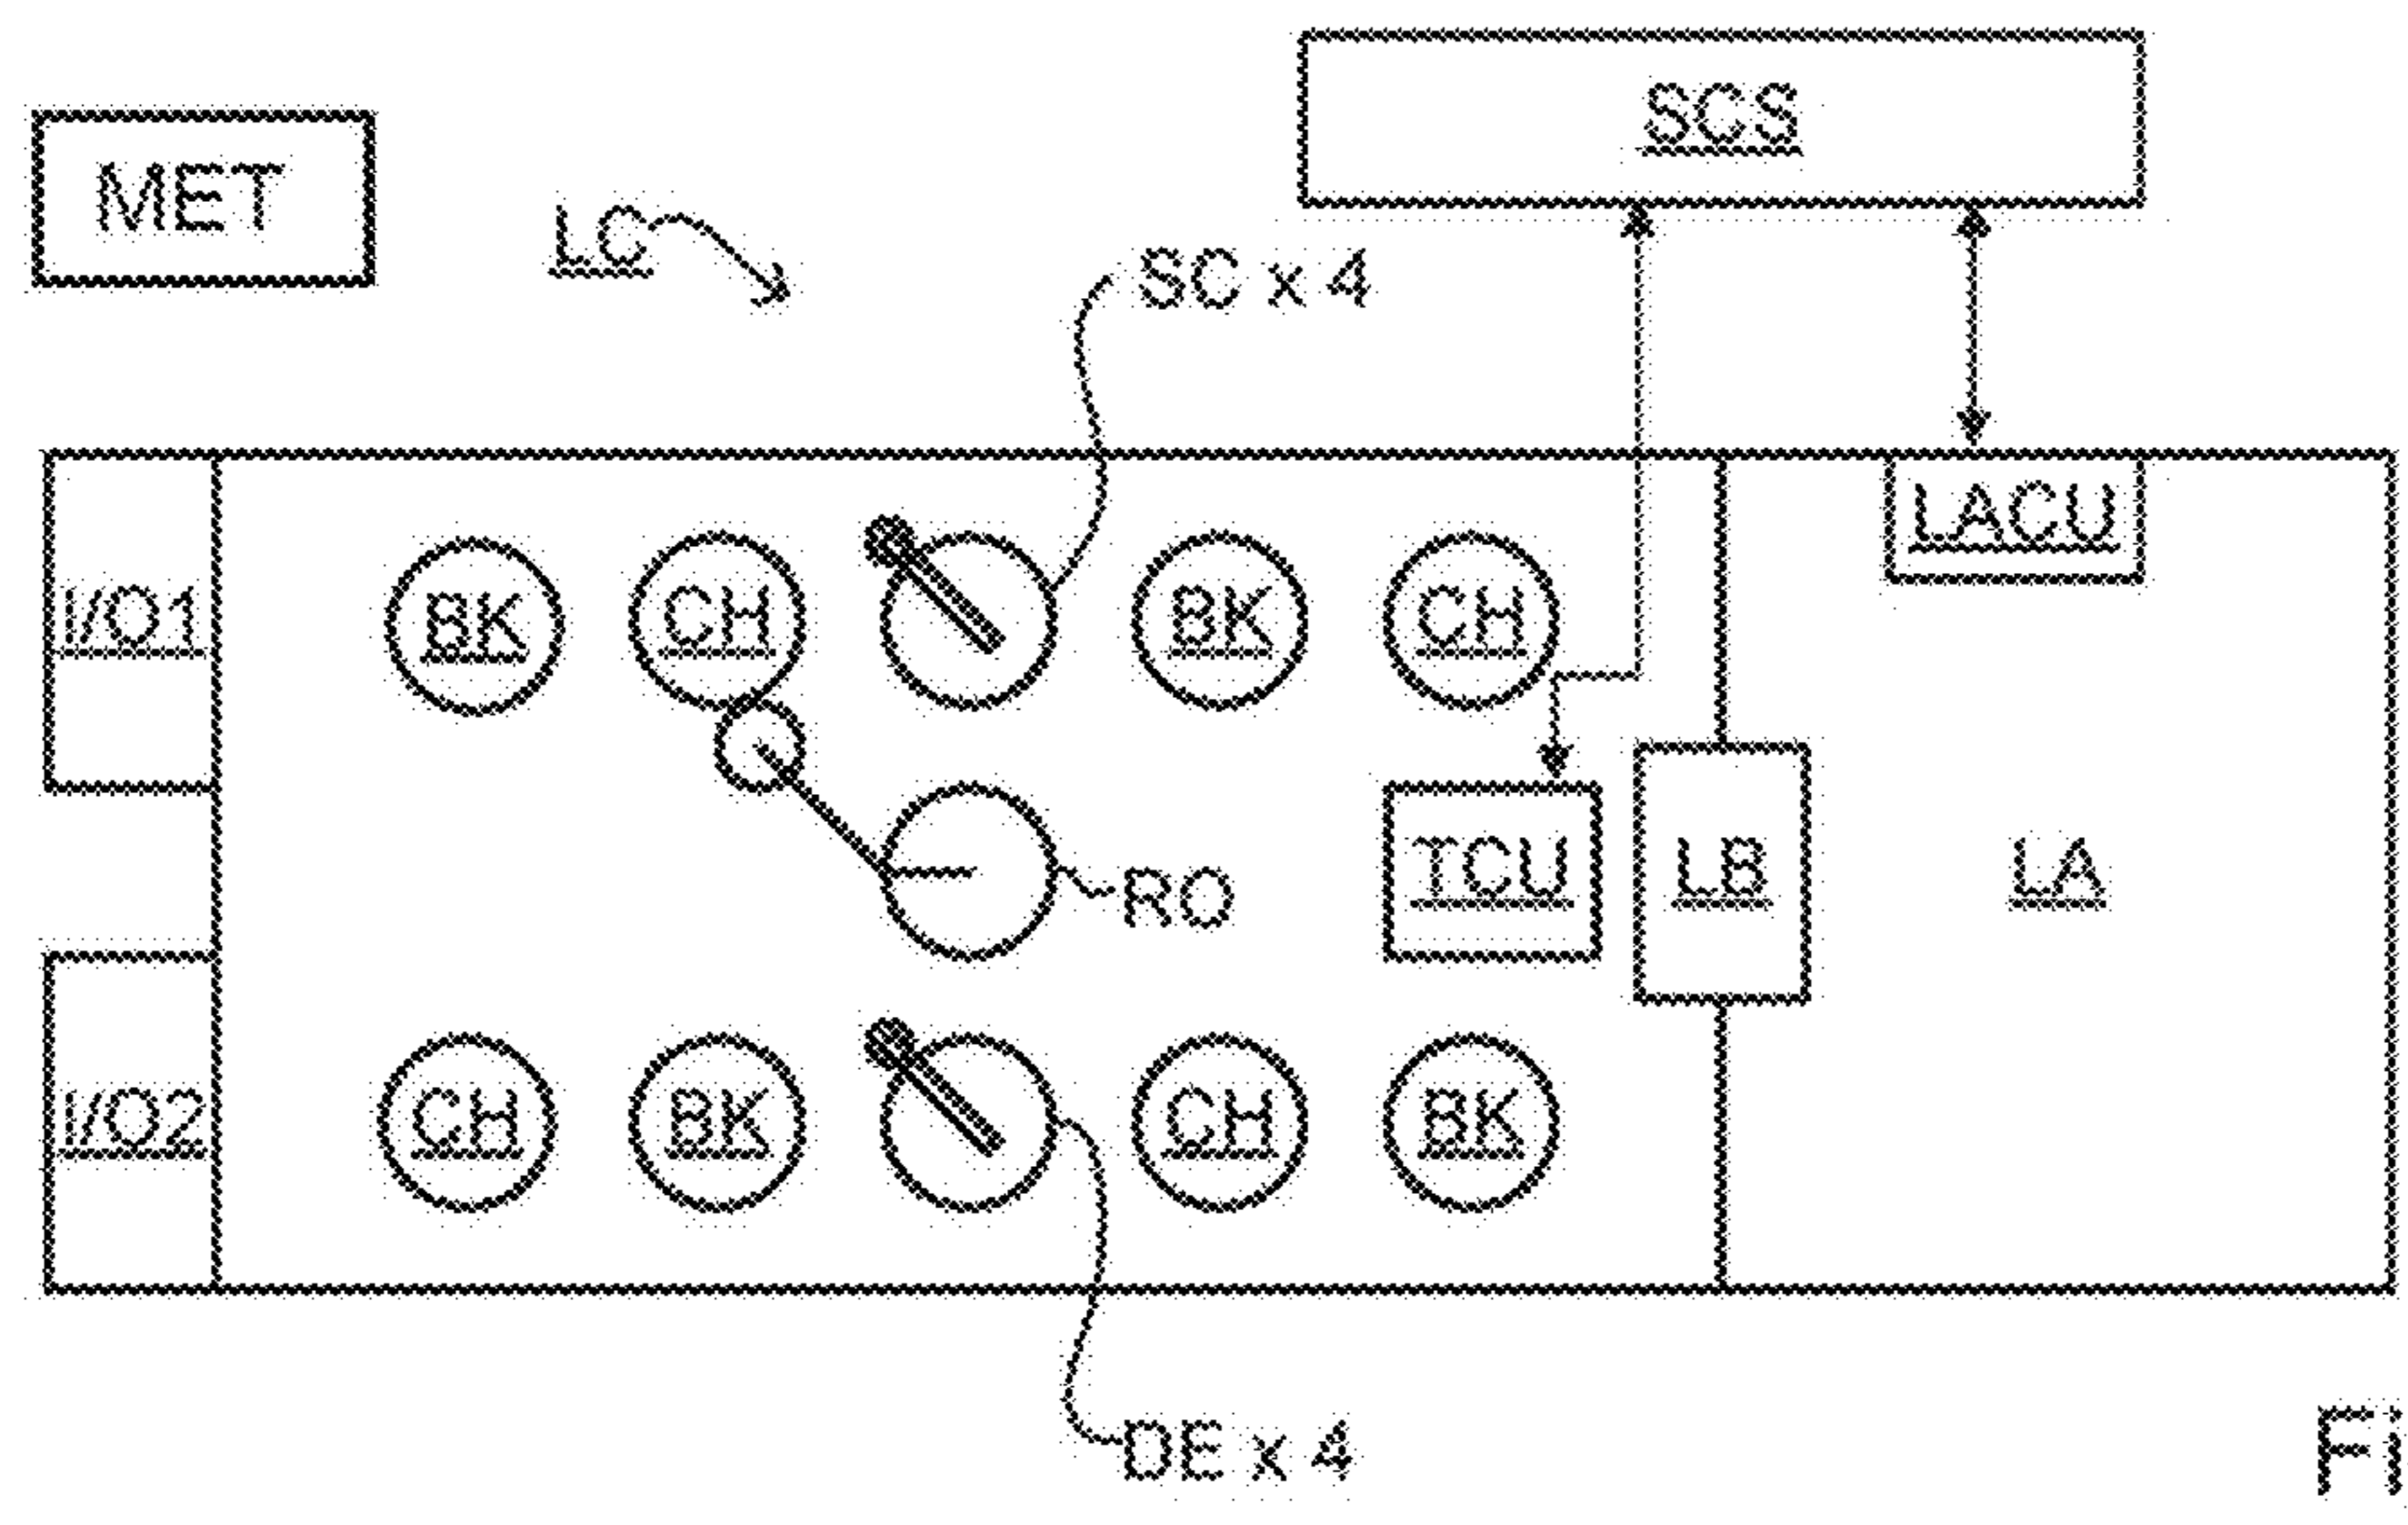 SCS
MET
LC
SC x 4
LACU
I/O1
BK
CH
BK
CH
TCU
LB
LA
RO
I/O2
CH
BK
CH
BK
DE x 4
FI